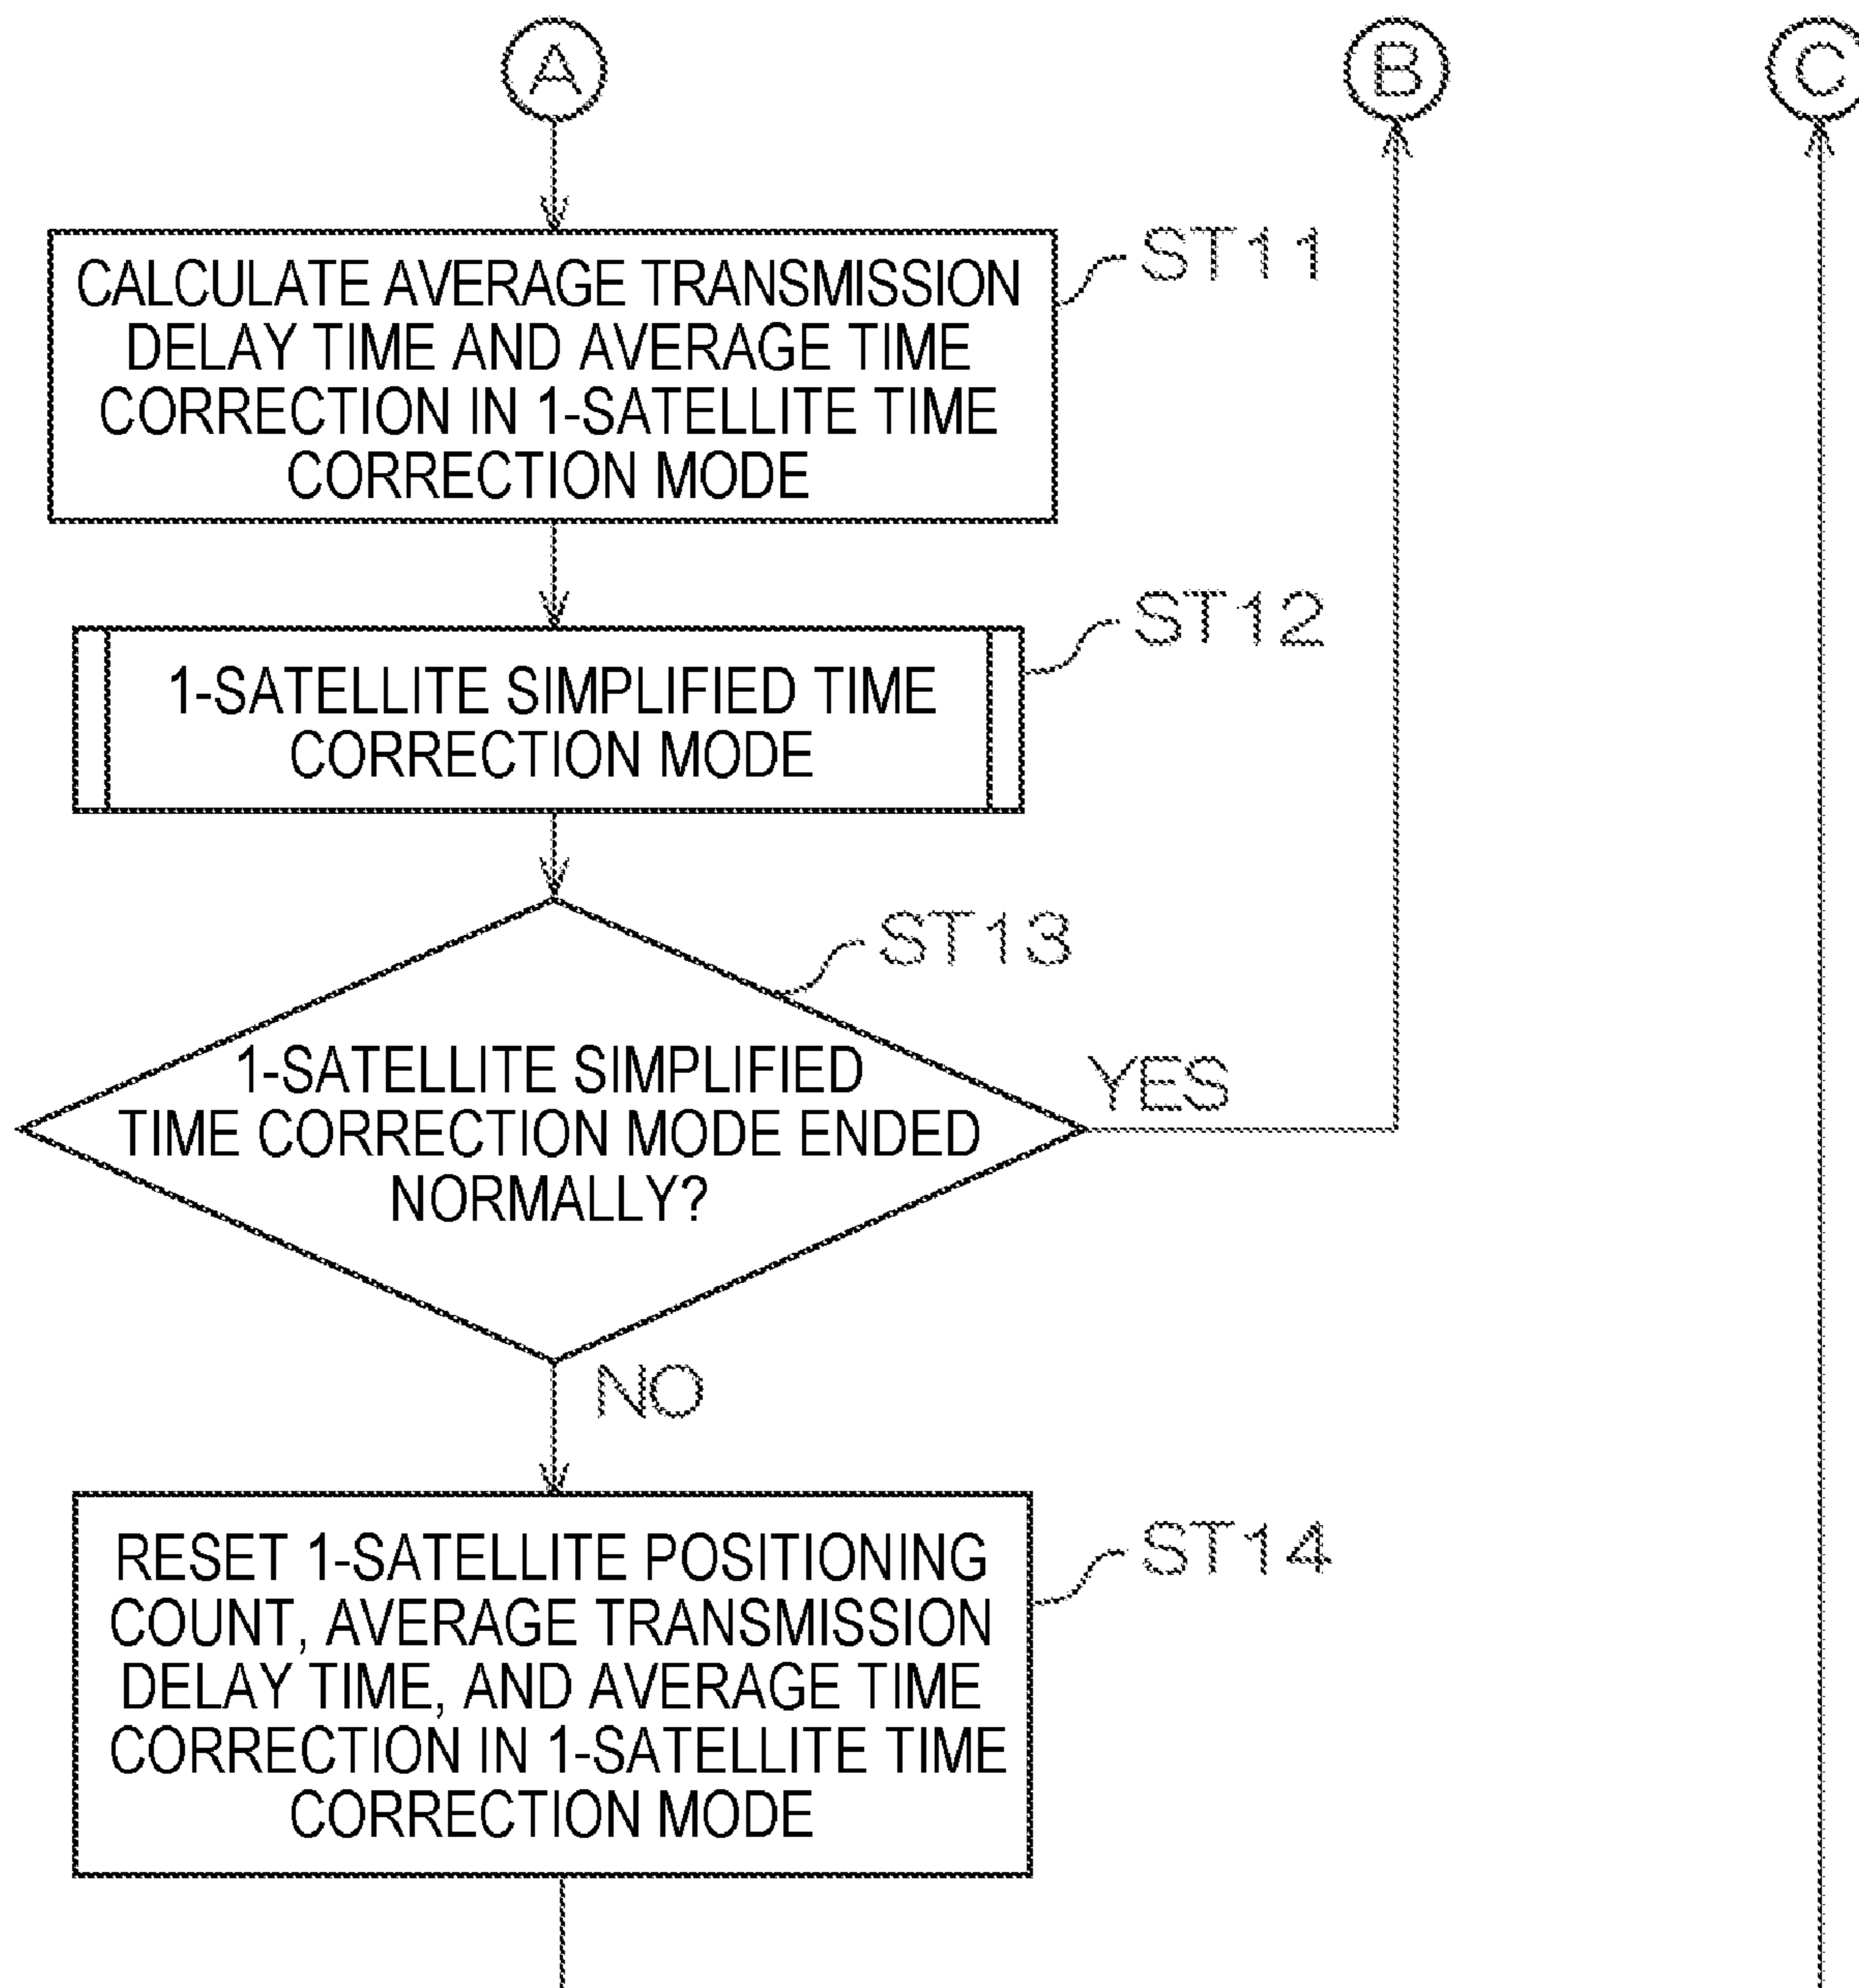 A
B
C
ST11
CALCULATE AVERAGE TRANSMISSION
DELAY TIME AND AVERAGE TIME
CORRECTION IN 1-SATELLITE TIME
CORRECTION MODE
ST12
1-SATELLITE SIMPLIFIED TIME
CORRECTION MODE
ST13
1-SATELLITE SIMPLIFIED
TIME CORRECTION MODE ENDED
NORMALLY?
YES
NO
ST14
RESET 1-SATELLITE POSITIONING
COUNT, AVERAGE TRANSMISSION
DELAY TIME, AND AVERAGE TIME
CORRECTION IN 1-SATELLITE TIME
CORRECTION MODE